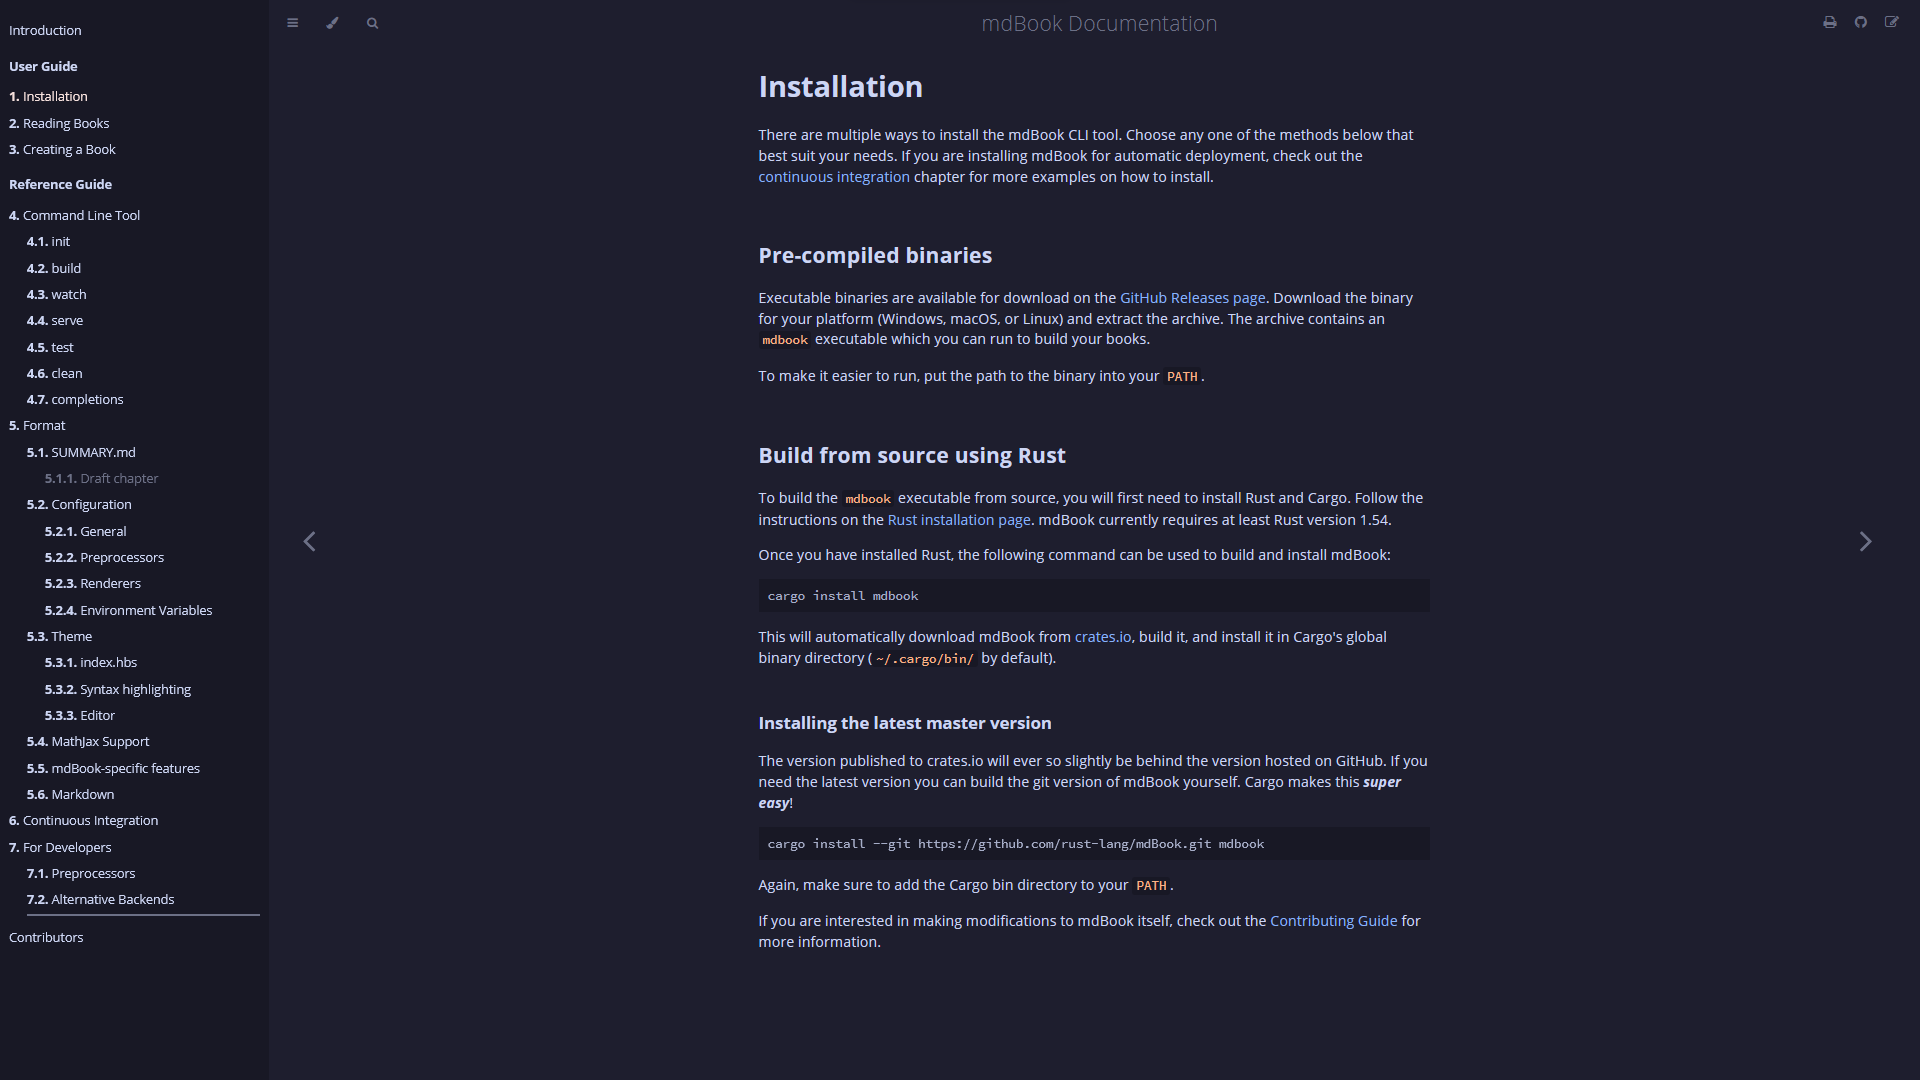 Introduction
User Guide
1. Installation
2. Reading Books
3. Creating a Book
Reference Guide
4. Command Line Tool
4.1. init
4.2. build
4.3. watch
4.4. serve
4.5. test
4.6. clean
4.7. completions
5. Format
5.1. SUMMARY.md
5.1.1. Draft chapter
5.2. Configuration
5.2.1. General
5.2.2. Preprocessors
5.2.3. Renderers
5.2.4. Environment Variables
5.3. Theme
5.3.1. index.hbs
5.3.2. Syntax highlighting
5.3.3. Editor
5.4. MathJax Support
5.5. mdBook-specific features
5.6. Markdown
6. Continuous Integration
7. For Developers
7.1. Preprocessors
7.2. Alternative Backends
Contributors
mdBook Documentation
Installation
There are multiple ways to install the mdBook CLI tool. Choose any one of the methods below that
best suit your needs. If you are installing mdBook for automatic deployment, check out the
continuous integration chapter for more examples on how to install.
Pre-compiled binaries
Executable binaries are available for download on the GitHub Releases page. Download the binary
for your platform (Windows, macOS, or Linux) and extract the archive. The archive contains an
mdbook executable which you can run to build your books.
To make it easier to run, put the path to the binary into your PATH.
Build from source using Rust
To build the mdbook executable from source, you will first need to install Rust and Cargo. Follow the
instructions on the Rust installation page. mdBook currently requires at least Rust version 1.54.
Once you have installed Rust, the following command can be used to build and install mdBook:
cargo install mdbook
This will automatically download mdBook from crates.io, build it, and install it in Cargo's global
binary directory (~/.cargo/bin/ by default).
Installing the latest master version
The version published to crates.io will ever so slightly be behind the version hosted on GitHub. If you
need the latest version you can build the git version of mdBook yourself. Cargo makes this super
easy!
cargo install --git https://github.com/rust-lang/mdBook.git mdbook
Again, make sure to add the Cargo bin directory to your PATH.
If you are interested in making modifications to mdBook itself, check out the Contributing Guide for
more information.